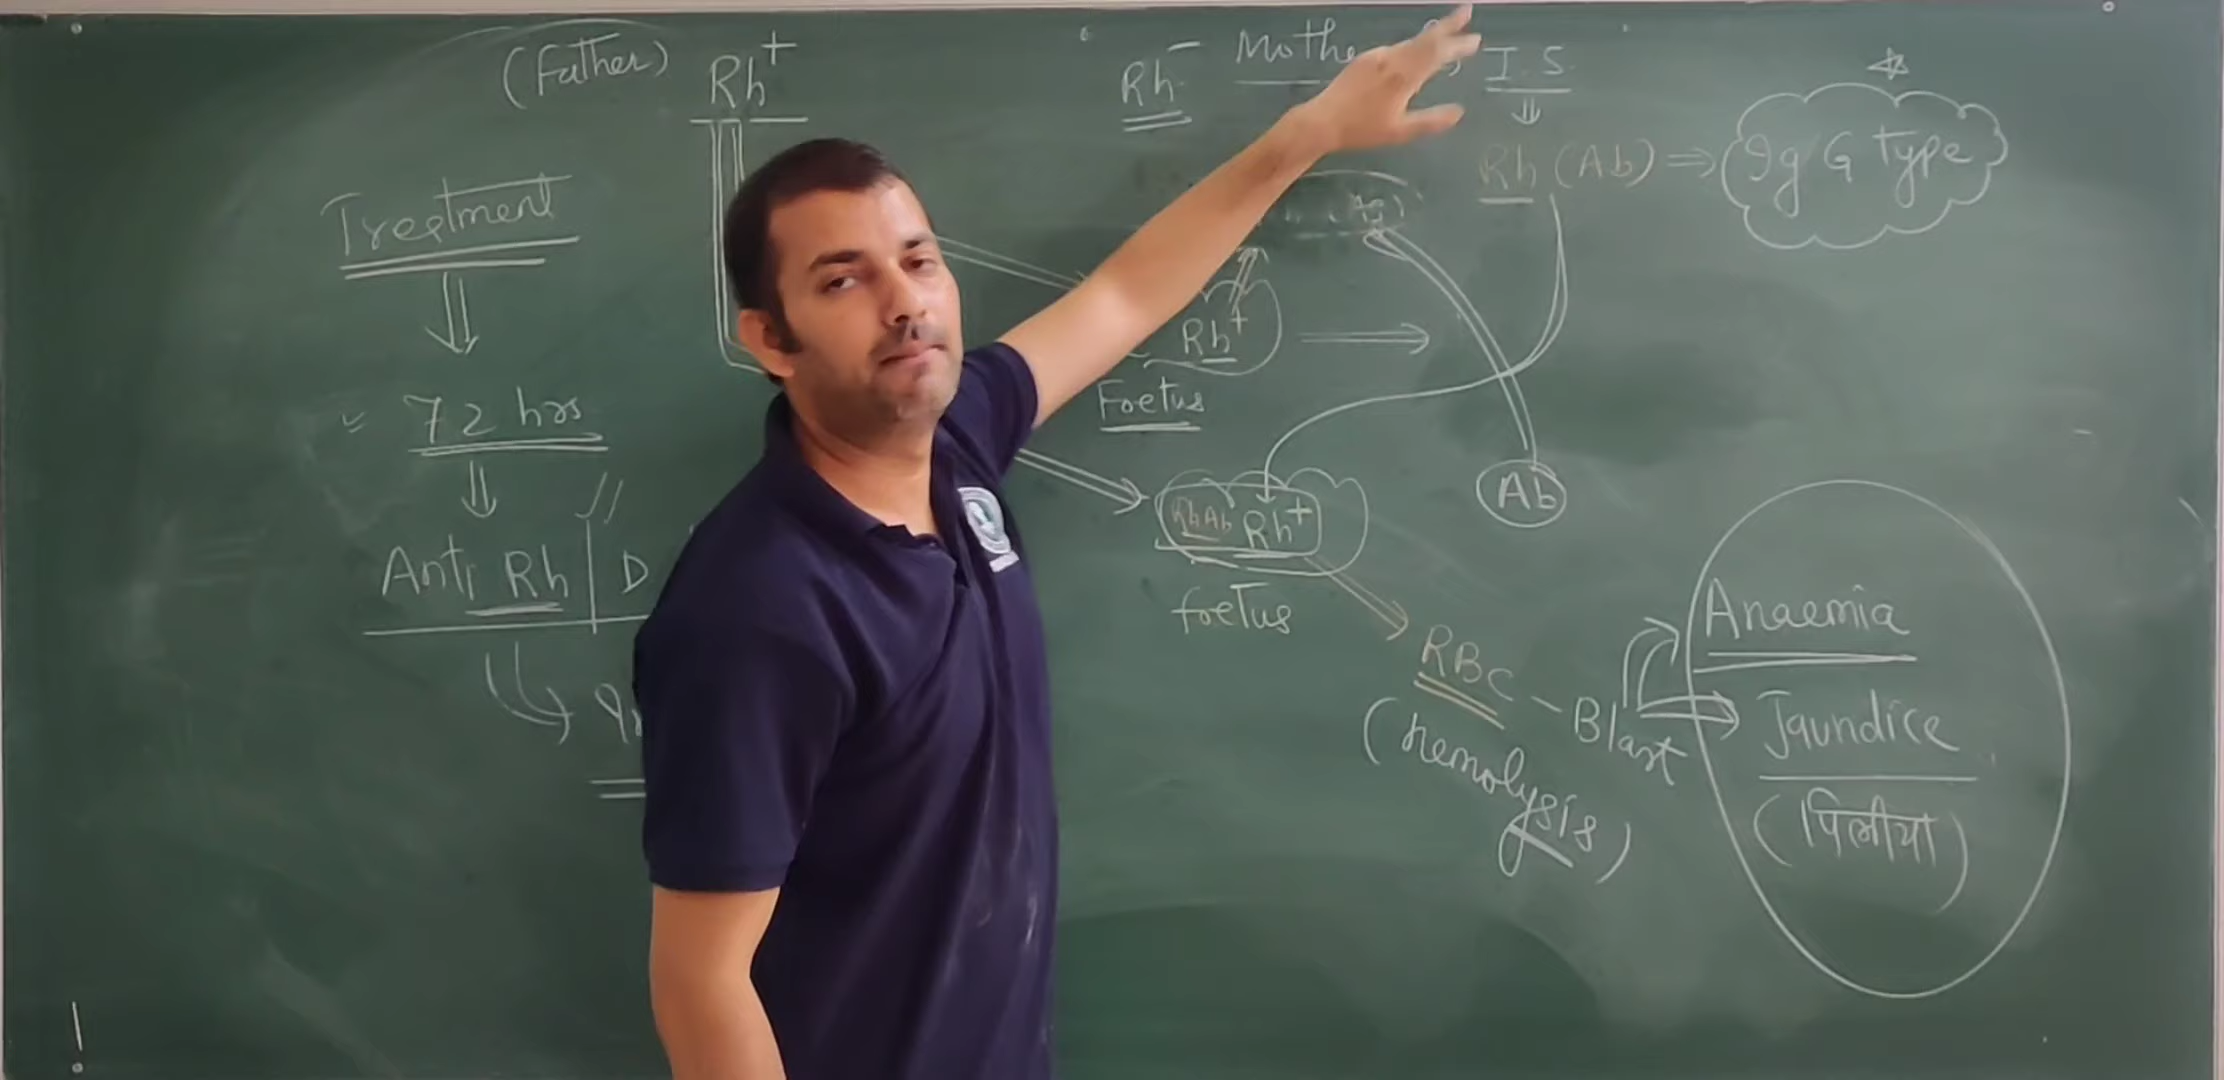 (Father) Rh+
Rh- Mothe
I.S.
Rh (Ab) ⇒ Ig G Type
Treatment
(Ag)
Rh+
Foetus
72 hrs
Ab
RhAb Rh+
foetus
Anti Rh D
RBC - Blast
(hemolysis)
Anaemia
Jaundice
(पिलीया)